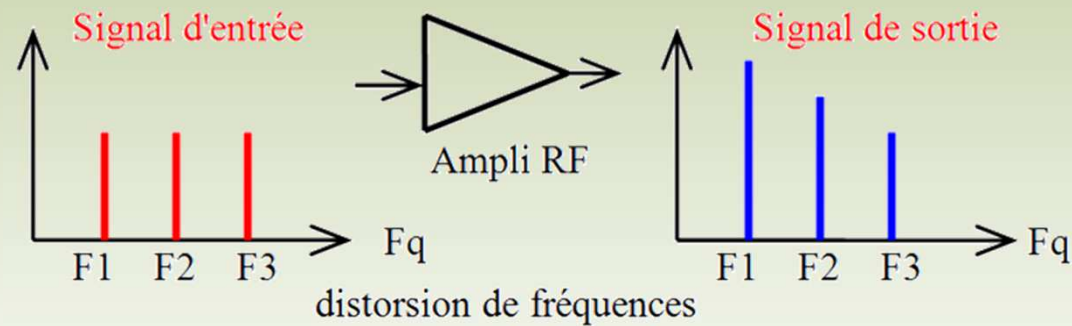 Signal d'entrée
Signal de sortie
Ampli RF
Fq
Fq
F1 F2 F3
F1 F2 F3
distorsion de fréquences